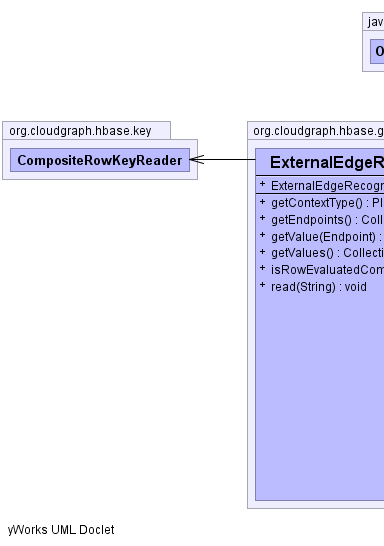 jav
O
org.cloudgraph.hbase.key
CompositeRowKeyReader
org.cloudgraph.hbase.g
ExternalEdgeR
+ ExternalEdgeRecogn
+ getContextType() : Pl
+ getEndpoints() : Coll
+ getValue(Endpoint) :
+ getValues() : Collecti
+ isRowEvaluatedCom
+ read(String) : void
yWorks UML Doclet